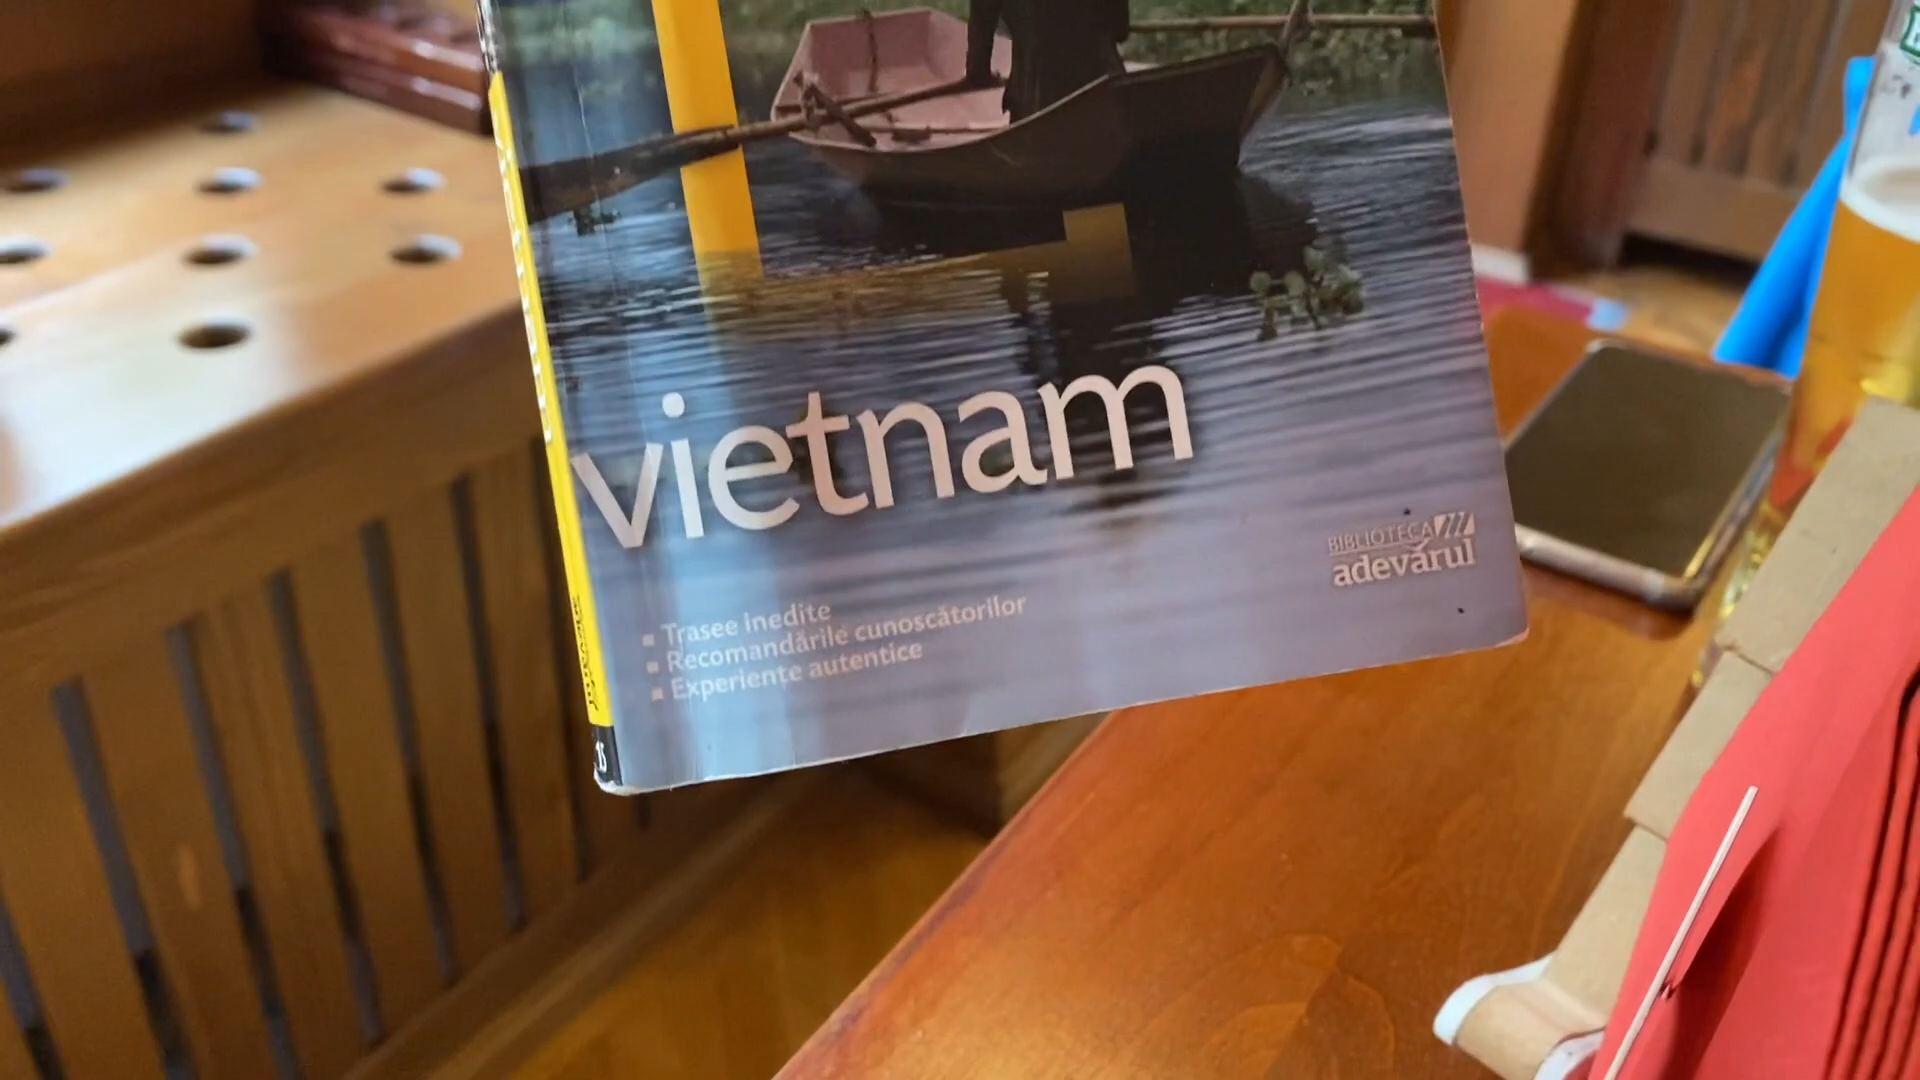 vietnam
BIBLIOTECA
adevărul
Trasee inedite
Recomandările cunoscătorilor
Experiențe autentice